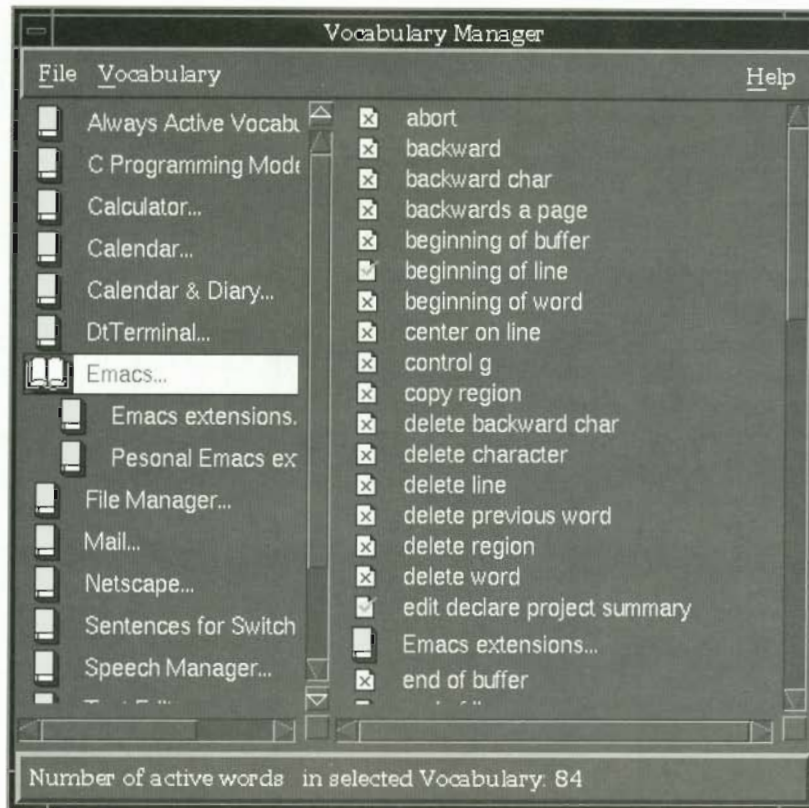 Vocabulary Manager
File Vocabulary Help
Always Active Vocabu
C Programming Mode
Calculator...
Calendar...
Calendar & Diary...
DtTerminal...
Emacs...
Emacs extensions.
Pesonal Emacs ex
File Manager...
Mail...
Netscape...
Sentences for Switch
Speech Manager...
abort
backward
backward char
backwards a page
beginning of buffer
beginning of line
beginning of word
center on line
control g
copy region
delete backward char
delete character
delete line
delete previous word
delete region
delete word
edit declare project summary
Emacs extensions...
end of buffer
Number of active words in selected Vocabulary: 84